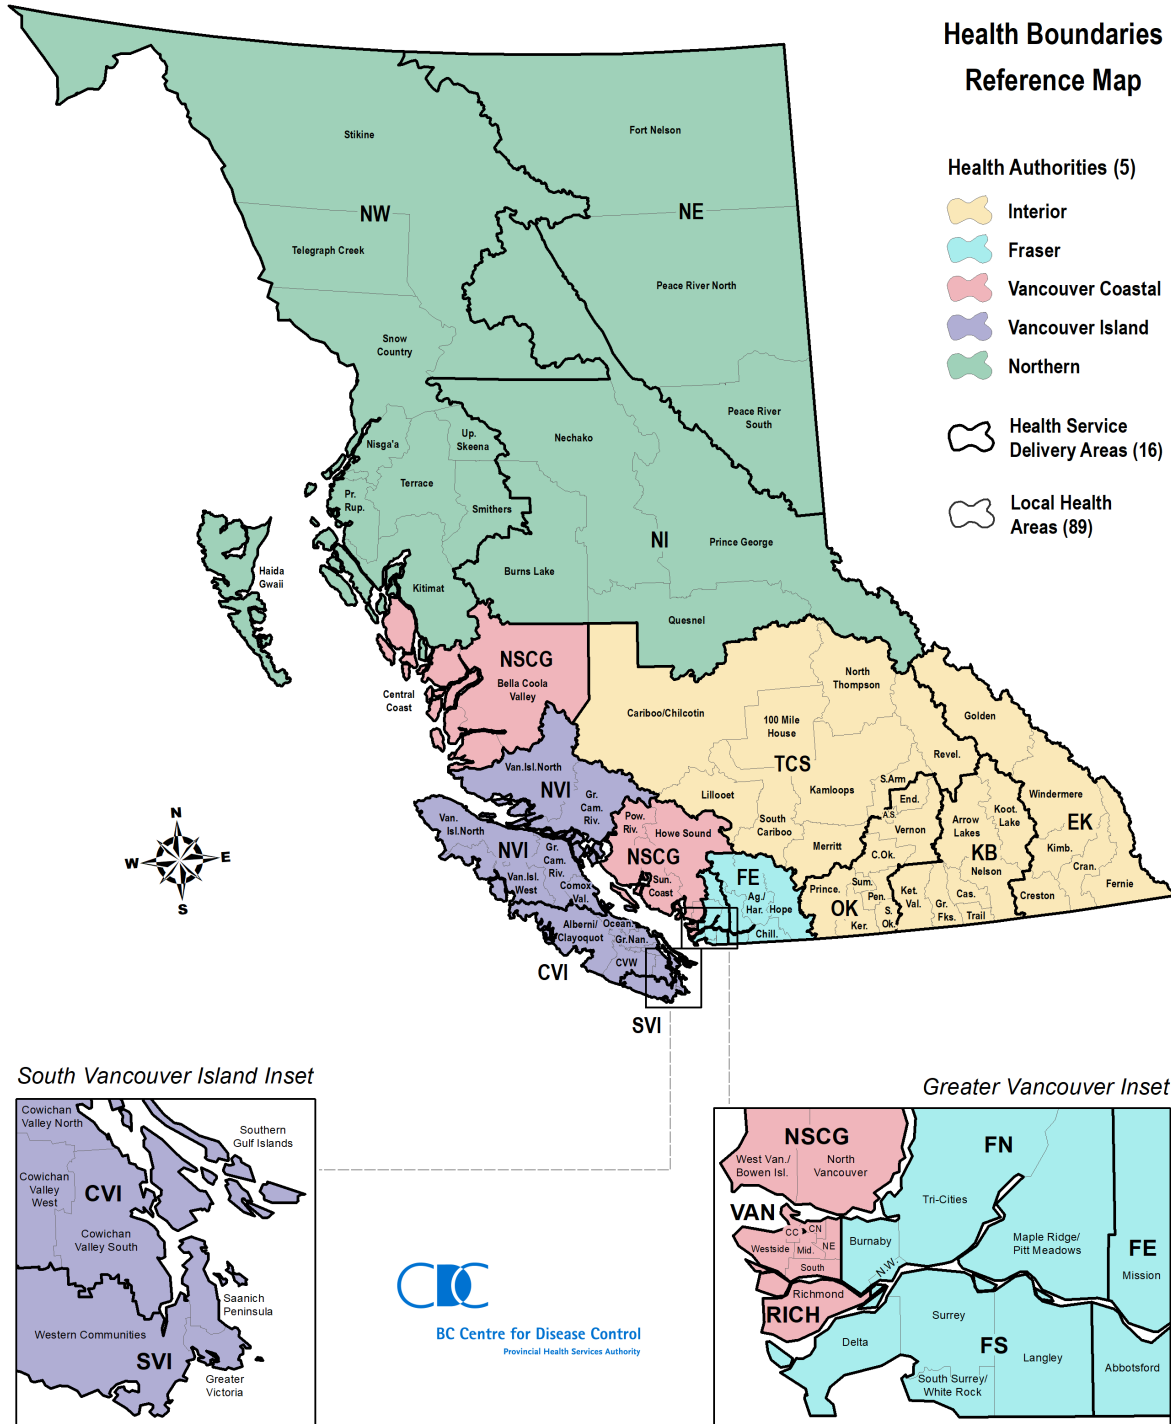 Health Boundaries
Reference Map
Health Authorities (5)
Interior
Fraser
Vancouver Coastal
Vancouver Island
Northern
Health Service
Delivery Areas (16)
Local Health
Areas (89)
Stikine
Fort Nelson
NW
NE
Telegraph Creek
Peace River North
Snow
Country
Peace River
South
Nisga'a
Up.
Skeena
Nechako
Terrace
Pr.
Rup.
Smithers
NI
Prince George
Haida
Gwaii
Burns Lake
Kitimat
Quesnel
NSCG
Bella Coola
Valley
Central
Coast
North
Thompson
Cariboo/Chilcotin
100 Mile
House
Golden
TCS
Revel.
Van.Isl.North
NVI
Gr.
Cam.
Riv.
Lillooet
Kamloops
S.Arm
End.
A.S.
Vernon
C.Ok.
South
Cariboo
Merritt
Arrow
Lakes
Koot.
Lake
KB
Nelson
Windermere
EK
Kimb.
Cran.
Fernie
Creston
Van.
Isl.North
NVI
Gr.
Cam.
Riv.
Van.Isl.
West
Comox
Val.
Pow.
Riv.
Howe Sound
NSCG
Sun.
Coast
FE
Ag./
Har.
Hope
Chill.
Prince.
OK
Sum.
Pen.
S.
Ok.
Ker.
Ket.
Val.
Gr.
Fks.
Cas.
Trail
Alberni/
Clayoquot
Ocean.
Gr.Nan.
CVW
CVI
SVI
N
W
E
S
South Vancouver Island Inset
Cowichan
Valley North
Southern
Gulf Islands
Cowichan
Valley
West
CVI
Cowichan
Valley South
Saanich
Peninsula
Western Communities
SVI
Greater
Victoria
CDC
BC Centre for Disease Control
Provincial Health Services Authority
Greater Vancouver Inset
NSCG
West Van./
Bowen Isl.
North
Vancouver
FN
Tri-Cities
VAN
CC
CN
Westside
Mid.
NE
South
Burnaby
N.W.
Maple Ridge/
Pitt Meadows
FE
Mission
Richmond
RICH
Delta
Surrey
FS
Langley
South Surrey/
White Rock
Abbotsford